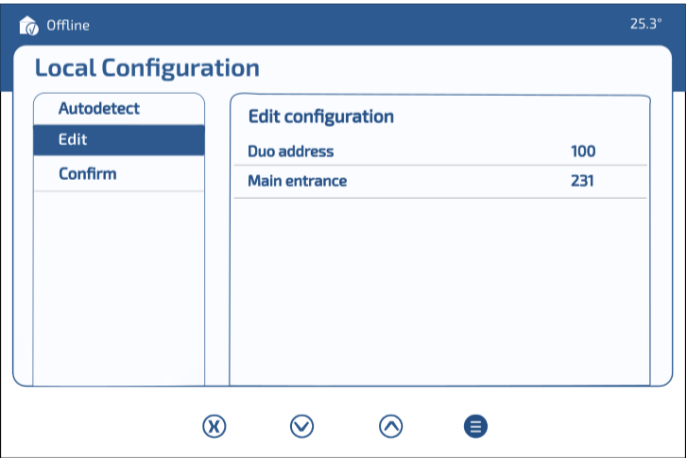 Offline
25.3°
Local Configuration
Autodetect
Edit
Confirm
Edit configuration
Duo address 100
Main entrance 231
X